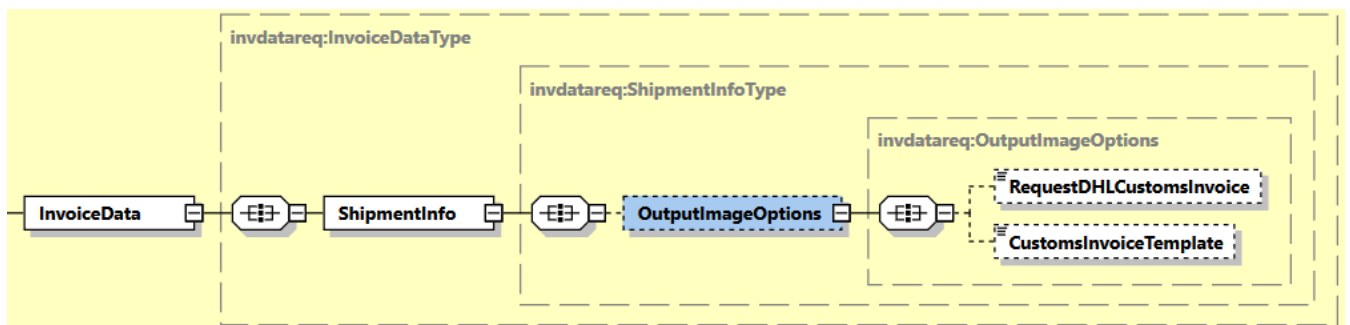 invdatareq:InvoiceDataType
invdatareq:ShipmentInfoType
invdatareq:OutputImageOptions
RequestDHLCustomsInvoice
InvoiceData
ShipmentInfo
OutputImageOptions
CustomsInvoiceTemplate